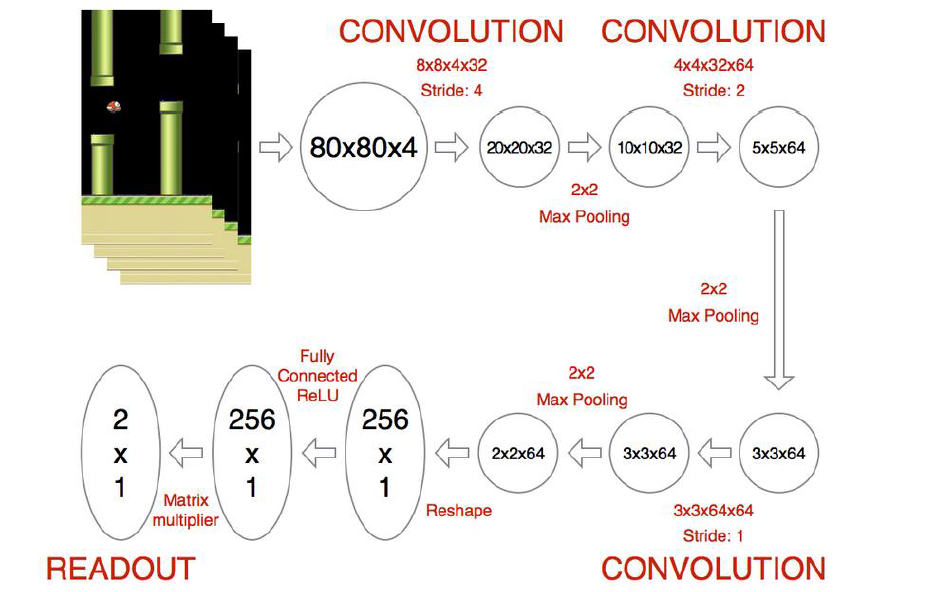 CONVOLUTION
8x8x4x32
Stride: 4
CONVOLUTION
4x4x32x64
Stride: 2
80x80x4
20x20x32
10x10x32
5x5x64
2x2
Max Pooling
2x2
Max Pooling
3x3x64
3x3x64x64
Stride: 1
CONVOLUTION
3x3x64
2x2
Max Pooling
2x2x64
Reshape
256
x
1
Fully
Connected
ReLU
256
x
1
Matrix
multiplier
2
x
1
READOUT